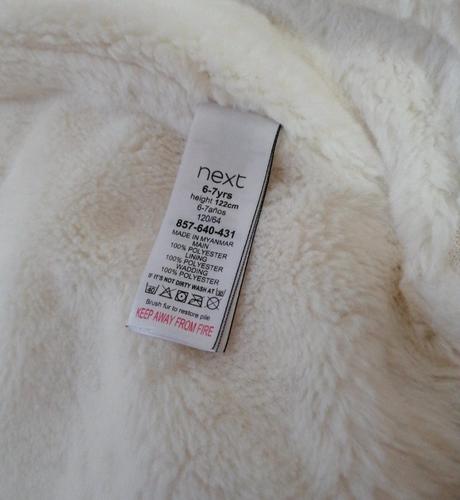 next
6-7yrs
height 122cm
6-7años
120/64
857-640-431
MADE IN MYANMAR
MAIN
100% POLYESTER
LINING
100% POLYESTER
WADDING
100% POLYESTER
IF IT'S NOT DIRTY WASH AT
Brush fur to restore pile
KEEP AWAY FROM FIRE